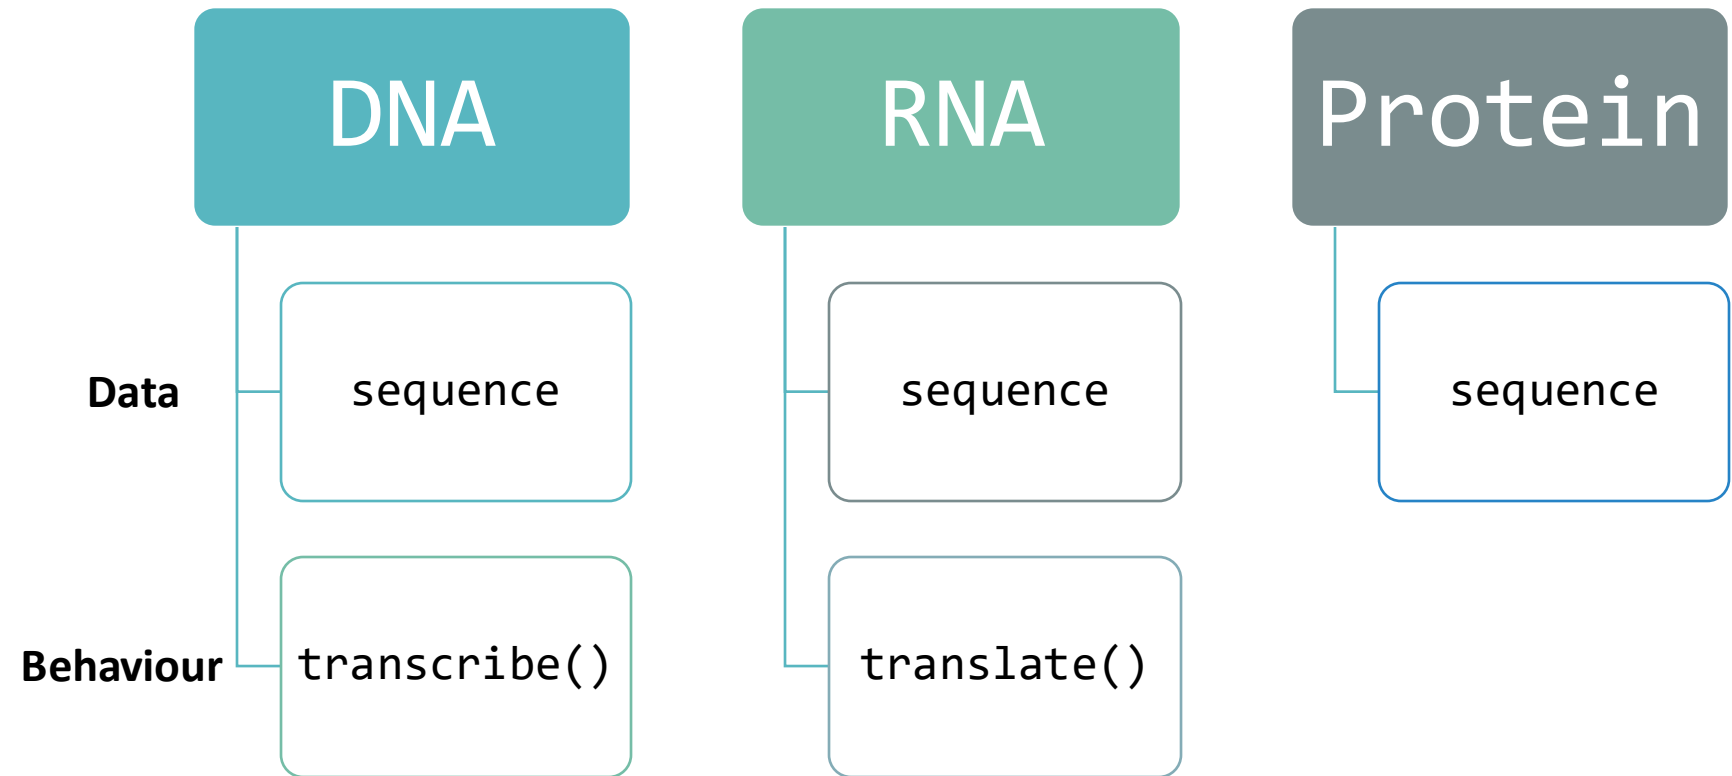 DNA
RNA
Protein
Data
sequence
sequence
sequence
Behaviour
transcribe()
translate()